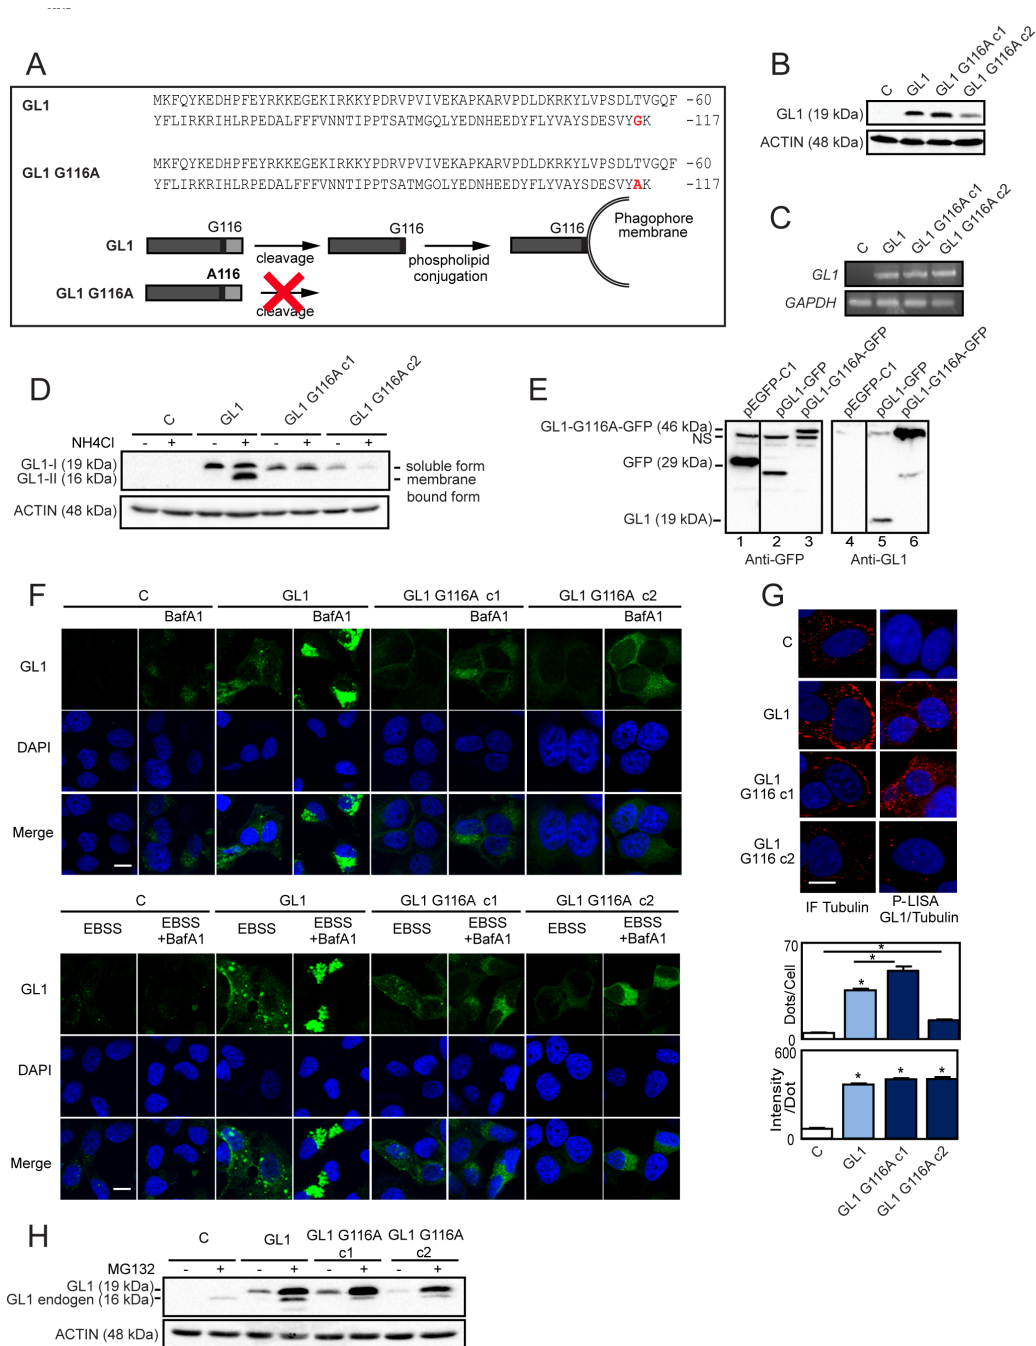 A
GL1 MKFQYKEDHPFEYRKKEGEKIRKKYPDRVPVIVEKAPKARVPDLDKRKYLVPSDLTVGQF -60
YFLIRKRIHLRPEDALFFFVNNTIPPTSATMGQLYEDNHEEDYFLYVAYSDESVYGK -117
GL1 G116A MKFQYKEDHPFEYRKKEGEKIRKKYPDRVPVIVEKAPKARVPDLDKRKYLVPSDLTVGQF -60
YFLIRKRIHLRPEDALFFFVNNTIPPTSATMGQLYEDNHEEDYFLYVAYSDESVYAK -117
GL1 G116 cleavage G116 phospholipid conjugation G116 Phagophore membrane
GL1 G116A A116 cleavage
B
C GL1 GL1 G116A c1 GL1 G116A c2
GL1 (19 kDa)
ACTIN (48 kDa)
C
C GL1 GL1 G116A c1 GL1 G116A c2
GL1
GAPDH
D
C GL1 GL1 G116A c1 GL1 G116A c2
NH4Cl - + - + - + - +
GL1-I (19 kDa) soluble form
GL1-II (16 kDa) membrane
bound form
ACTIN (48 kDa)
E
pEGFP-C1 pGL1-GFP pGL1-G116A-GFP pEGFP-C1 pGL1-GFP pGL1-G116A-GFP
GL1-G116A-GFP (46 kDa)
NS
GFP (29 kDa)
GL1 (19 kDA)
1 2 3 4 5 6
Anti-GFP Anti-GL1
F
C GL1 GL1 G116A c1 GL1 G116A c2
BafA1 BafA1 BafA1 BafA1
GL1
DAPI
Merge
C GL1 GL1 G116A c1 GL1 G116A c2
EBSS EBSS +BafA1 EBSS EBSS +BafA1 EBSS EBSS +BafA1 EBSS EBSS +BafA1
GL1
DAPI
Merge
G
C
GL1
GL1
G116 c1
GL1
G116 c2
IF Tubulin P-LISA
GL1/Tubulin
70
Dots/Cell
0
* * *
600
Intensity
/Dot
0
* * *
C GL1 GL1 G116A c1 GL1 G116A c2
H
C GL1 GL1 G116A c1 GL1 G116A c2
MG132 - + - + - + - +
GL1 (19 kDa)
GL1 endogen (16 kDa)
ACTIN (48 kDa)